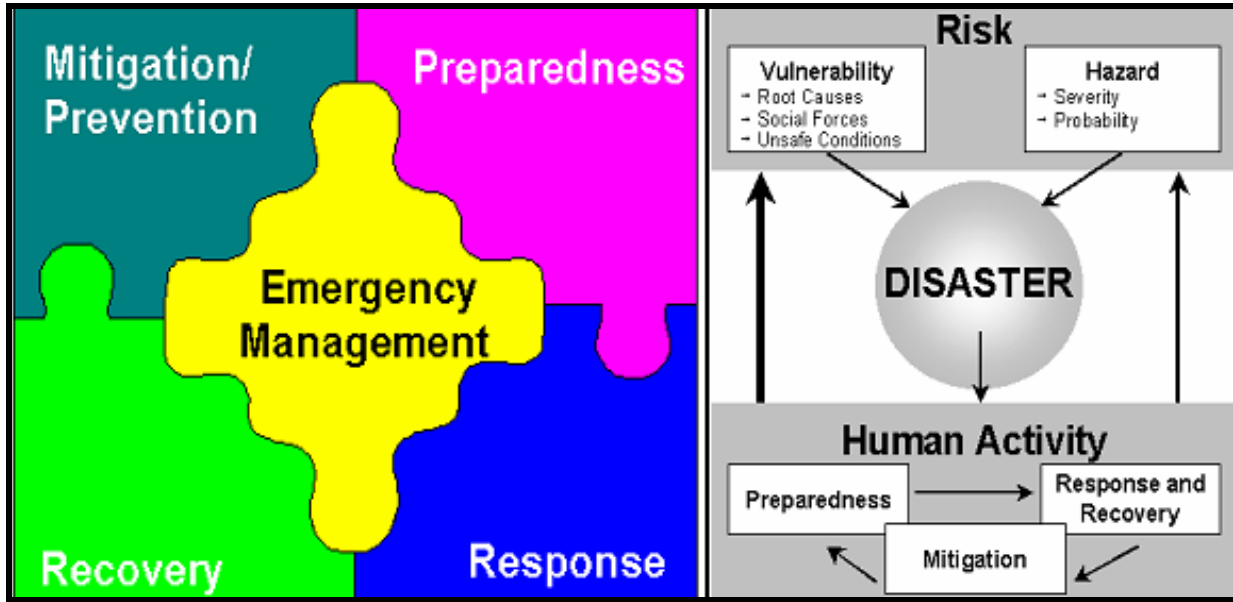 Mitigation/
Prevention
Preparedness
Emergency
Management
Recovery
Response
Risk
Vulnerability
- Root Causes
- Social Forces
- Unsafe Conditions
Hazard
- Severity
- Probability
DISASTER
Human Activity
Preparedness
Response and
Recovery
Mitigation